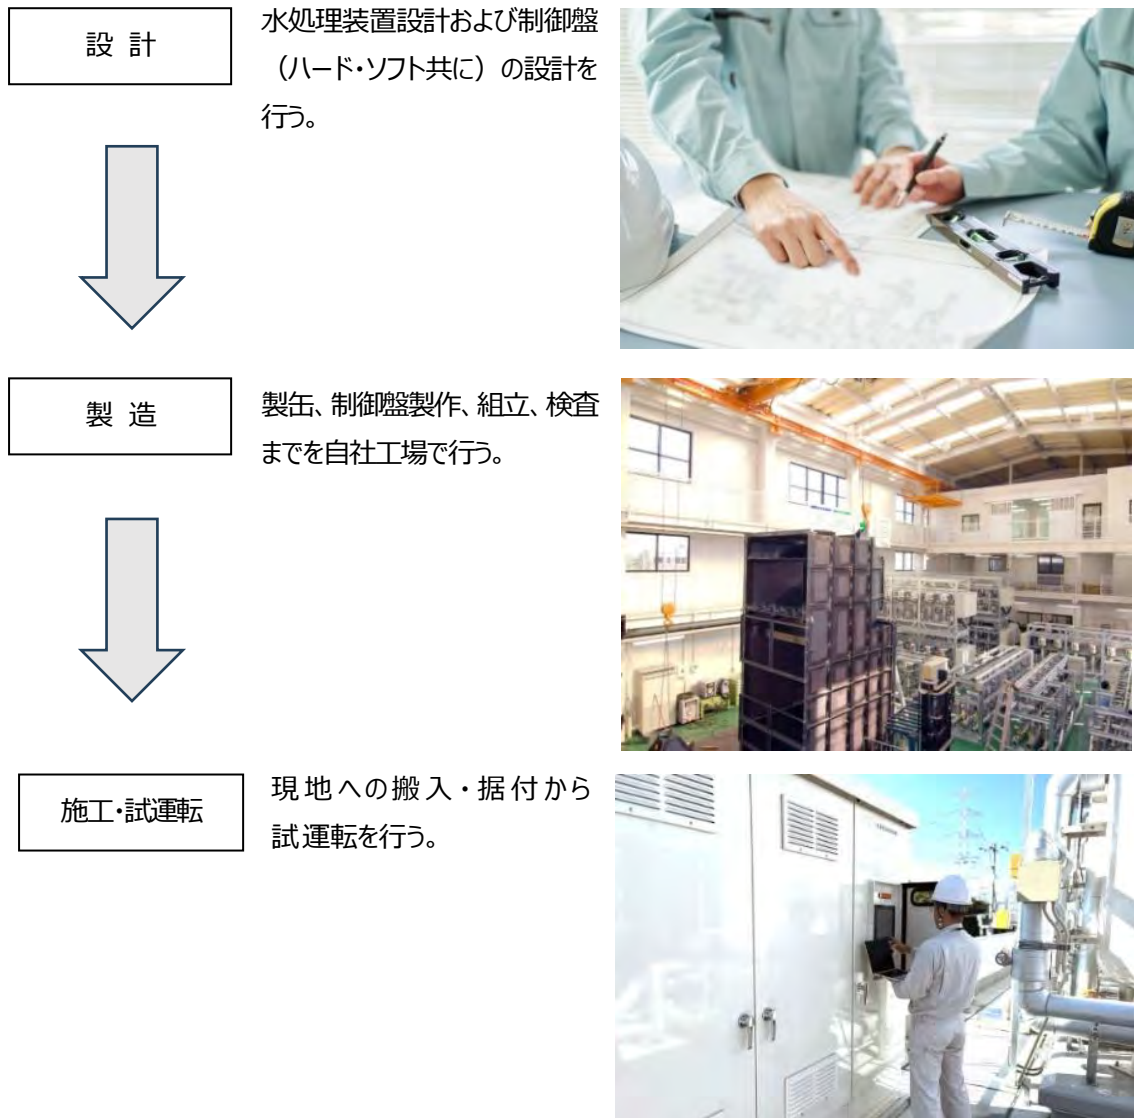 設 計
水処理装置設計および制御盤
（ハード・ソフト共に）の設計を
行う。
製 造
製缶、制御盤製作、組立、検査
までを自社工場で行う。
施工・試運転
現地への搬入・据付から
試運転を行う。